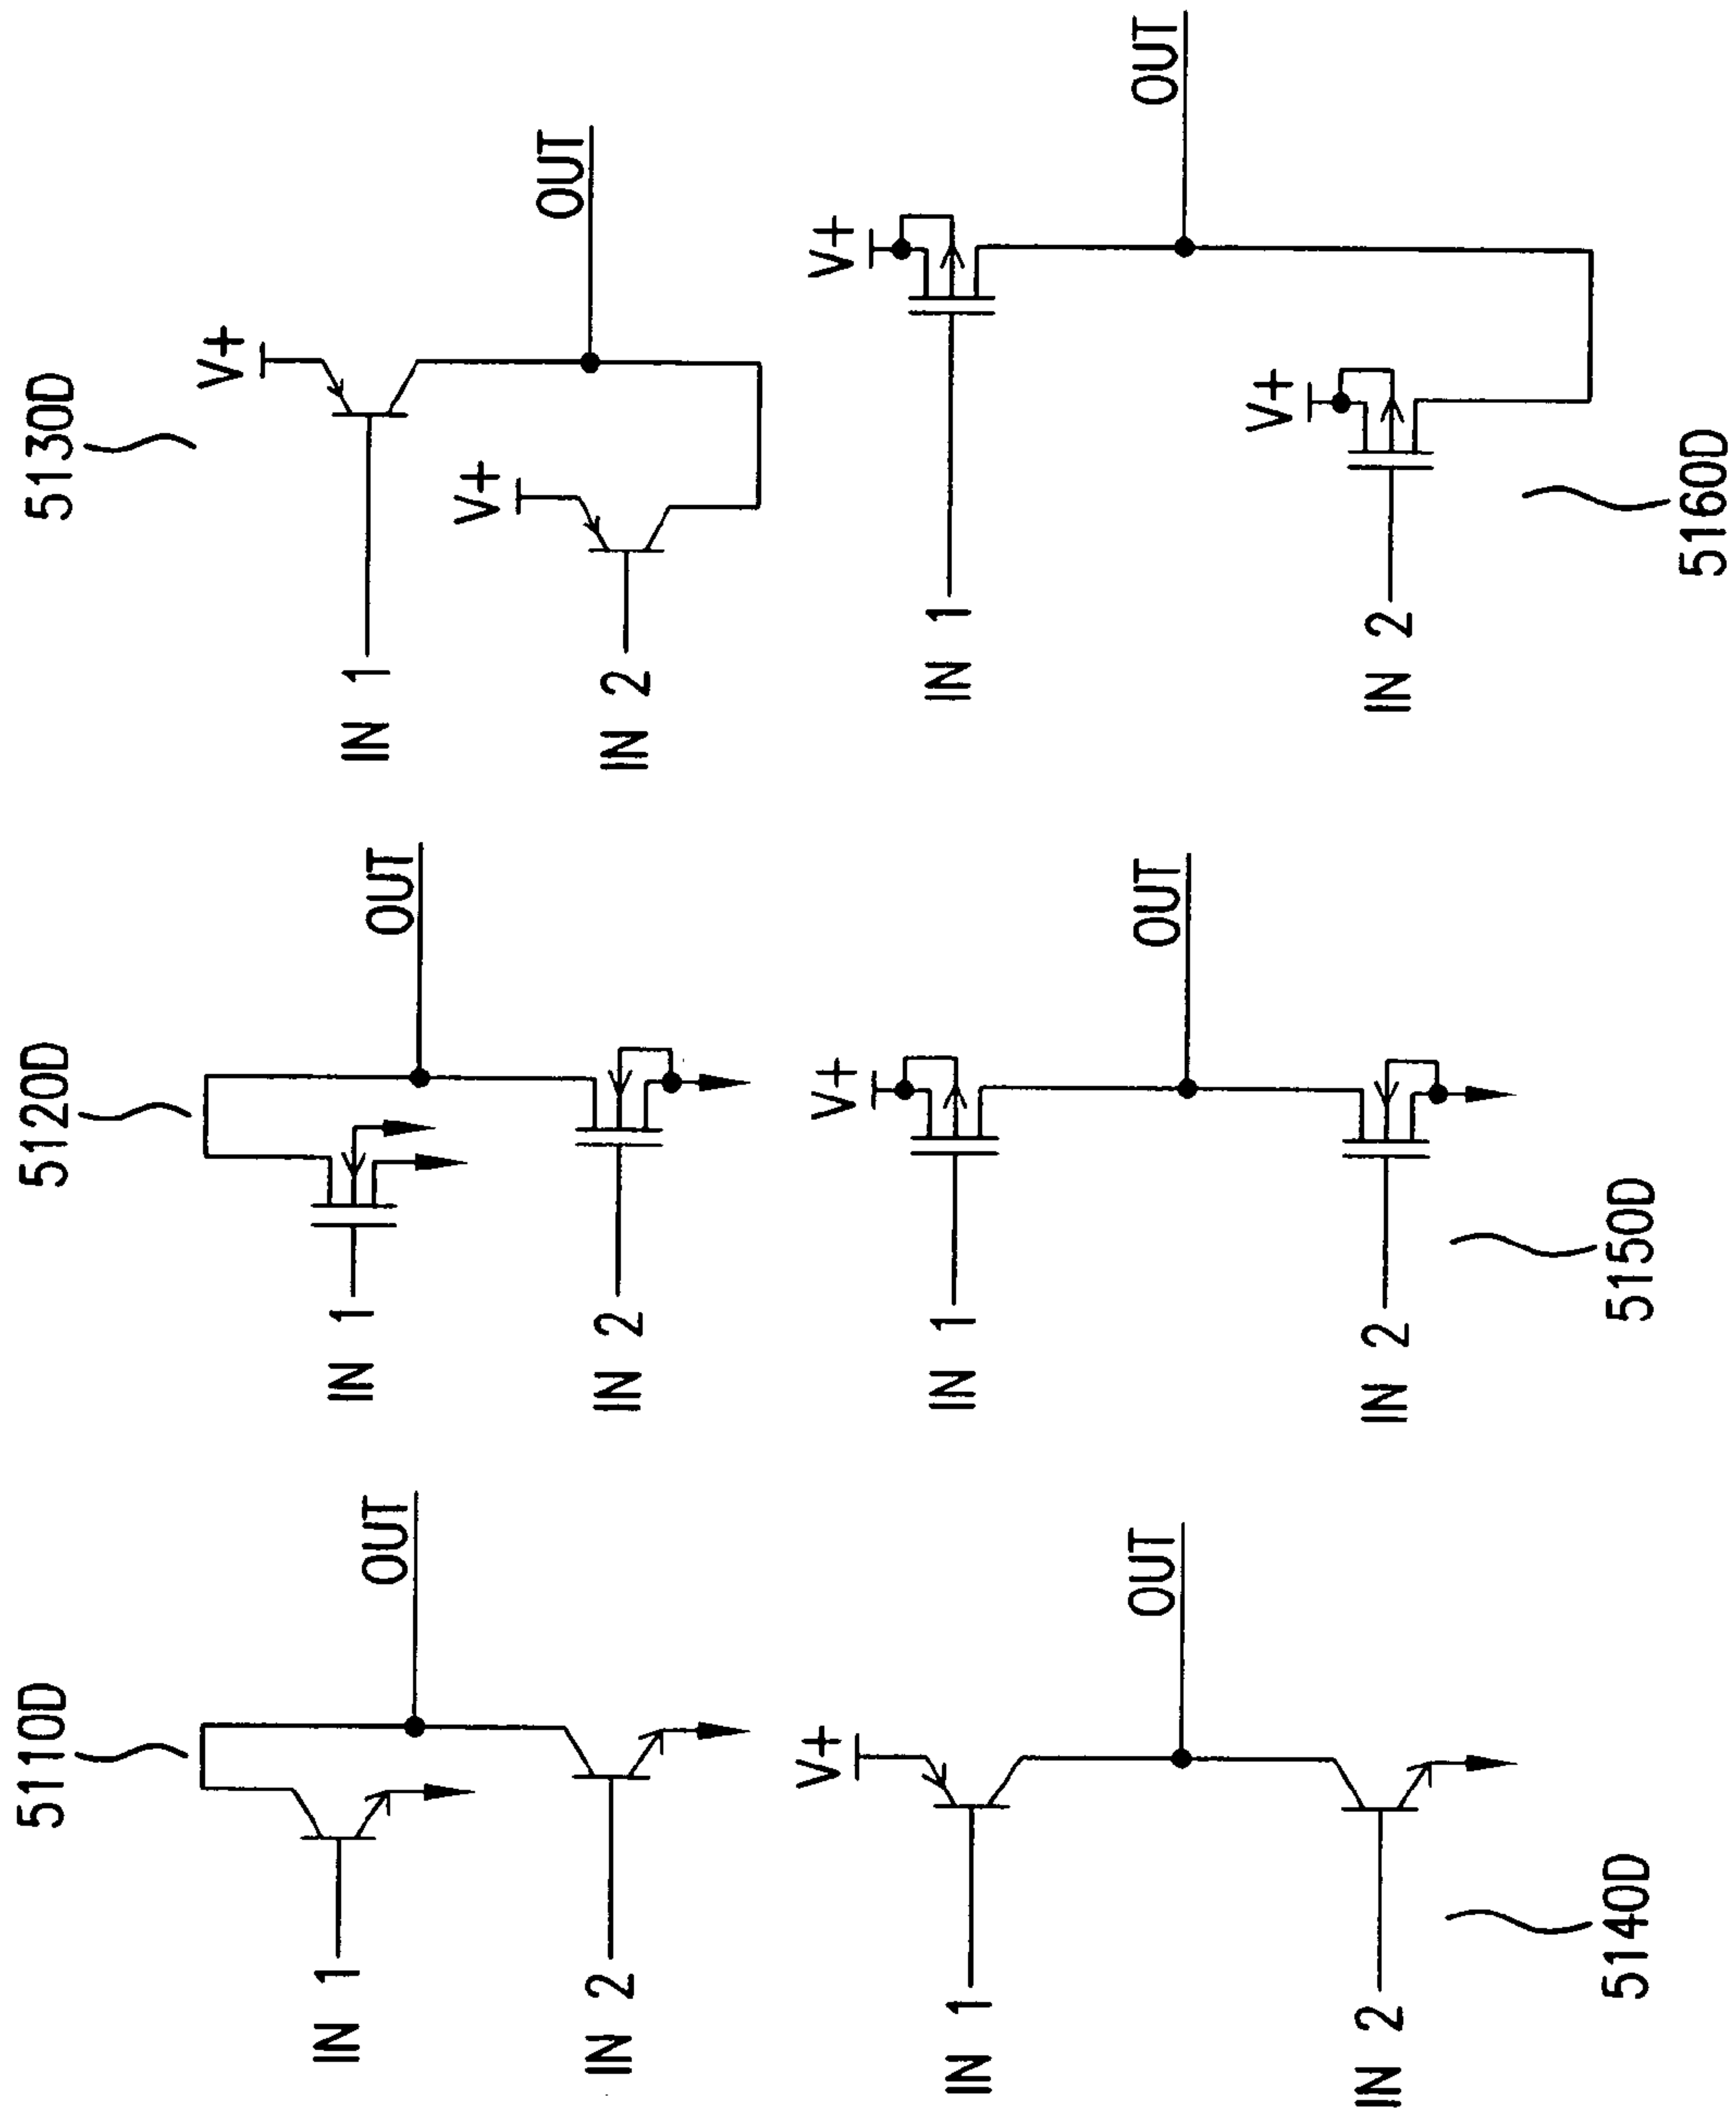 5110D
IN 1
IN 2
OUT
5120D
IN 1
IN 2
OUT
5130D
V+
IN 1
V+
IN 2
OUT
V+
IN 1
IN 2
OUT
5140D
V+
IN 1
IN 2
OUT
5150D
V+
IN 1
V+
IN 2
OUT
5160D